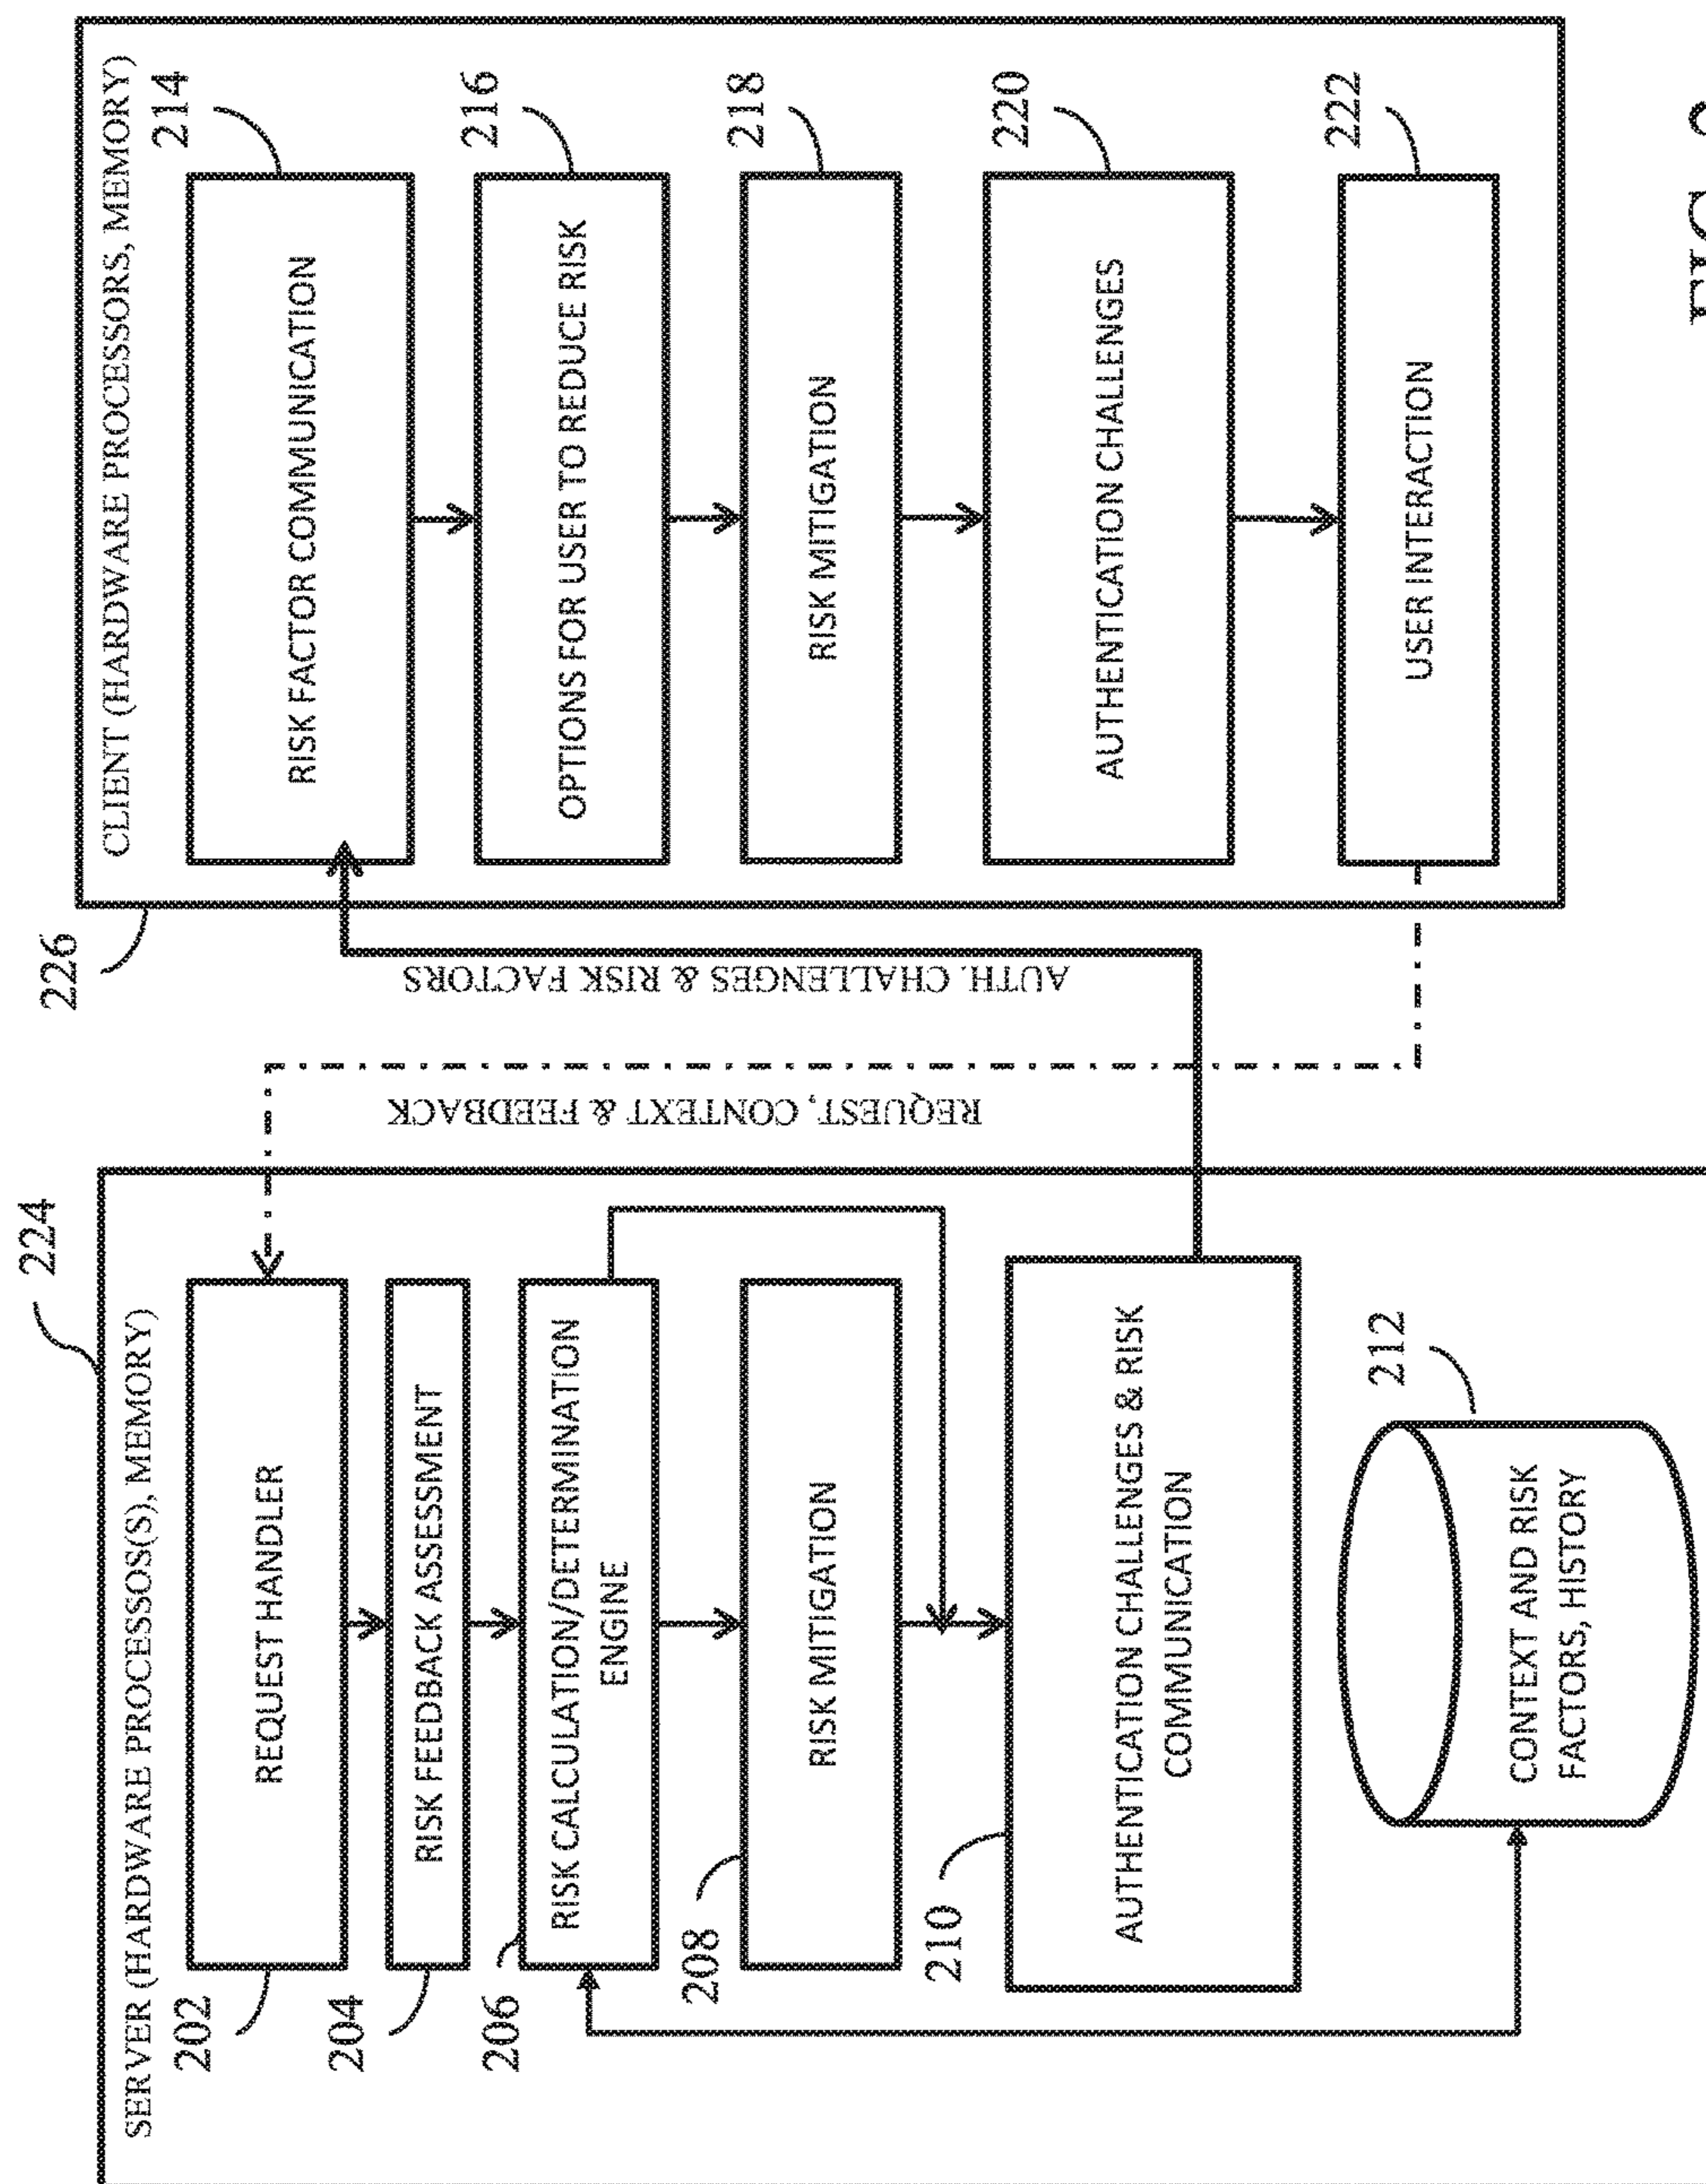 224
SERVER (HARDWARE PROCESSOS(S), MEMORY)
202
REQUEST HANDLER
204
RISK FEEDBACK ASSESSMENT
206
RISK CALCULATION/DETERMINATION
ENGINE
208
RISK MITIGATION
210
AUTHENTICATION CHALLENGES & RISK
COMMUNICATION
212
CONTEXT AND RISK
FACTORS, HISTORY
REQUEST, CONTEXT & FEEDBACK
AUTH. CHALLENGES & RISK FACTORS
226
CLIENT (HARDWARE PROCESSORS, MEMORY)
214
RISK FACTOR COMMUNICATION
216
OPTIONS FOR USER TO REDUCE RISK
218
RISK MITIGATION
220
AUTHENTICATION CHALLENGES
222
USER INTERACTION